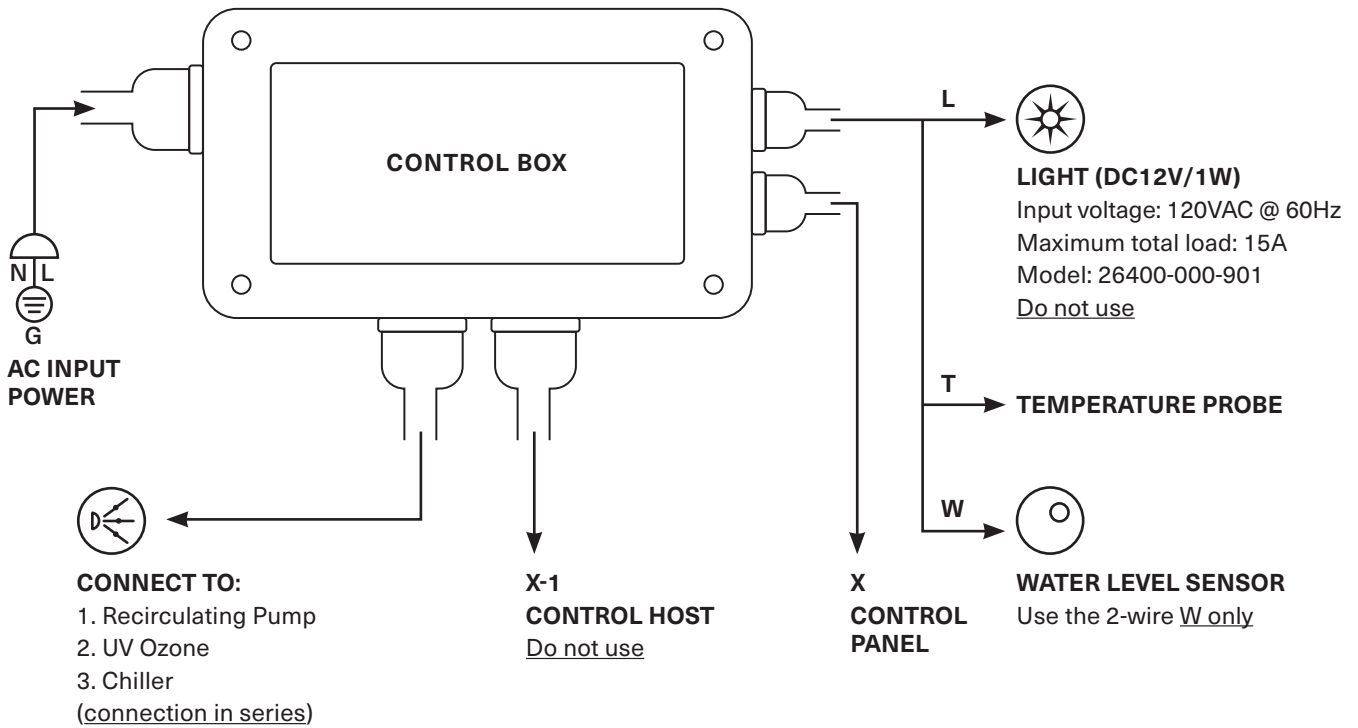 CONTROL BOX
L
LIGHT (DC12V/1W)
Input voltage: 120VAC @ 60Hz
Maximum total load: 15A
Model: 26400-000-901
Do not use
N L
G
AC INPUT
POWER
T
TEMPERATURE PROBE
W
WATER LEVEL SENSOR
Use the 2-wire W only
CONNECT TO:
1. Recirculating Pump
2. UV Ozone
3. Chiller
(connection in series)
X-1
CONTROL HOST
Do not use
X
CONTROL
PANEL